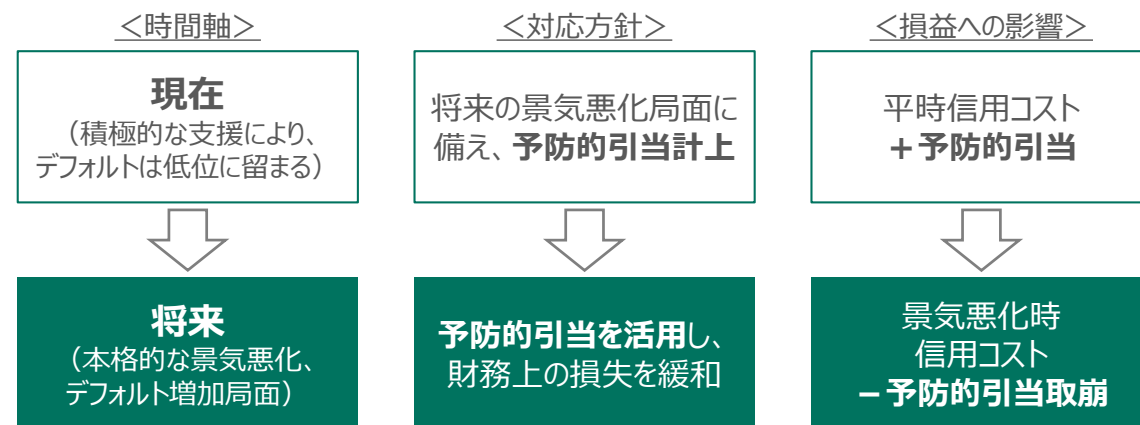 ＜時間軸＞
＜対応方針＞
＜損益への影響＞
現在
（積極的な支援により、
デフォルトは低位に留まる）
将来の景気悪化局面に
備え、予防的引当計上
平時信用コスト
＋予防的引当
将来
（本格的な景気悪化、
デフォルト増加局面）
予防的引当を活用し、
財務上の損失を緩和
景気悪化時
信用コスト
－予防的引当取崩